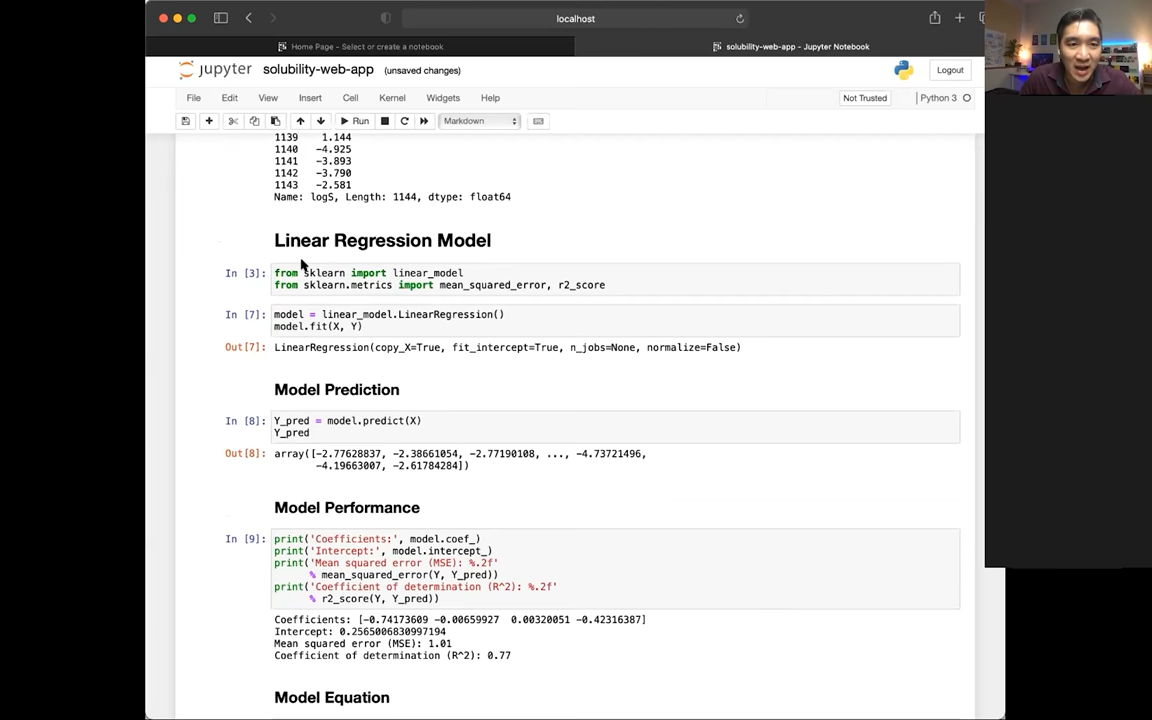 localhost
Home Page - Select or create a notebook
solubility-web-app - Jupyter Notebook
jupyter solubility-web-app (unsaved changes)
Logout
File Edit View Insert Cell Kernel Widgets Help
Not Trusted
Python 3
Run
Markdown
1139 1.144
1140 -4.925
1141 -3.893
1142 -3.790
1143 -2.581
Name: logS, Length: 1144, dtype: float64
Linear Regression Model
In [3]: from sklearn import linear_model
from sklearn.metrics import mean_squared_error, r2_score
In [7]: model = linear_model.LinearRegression()
model.fit(X, Y)
Out[7]: LinearRegression(copy_X=True, fit_intercept=True, n_jobs=None, normalize=False)
Model Prediction
In [8]: Y_pred = model.predict(X)
Y_pred
Out[8]: array([-2.77628837, -2.38661054, -2.77190108, ..., -4.73721496,
-4.19663007, -2.61784284])
Model Performance
In [9]: print('Coefficients:', model.coef_)
print('Intercept:', model.intercept_)
print('Mean squared error (MSE): %.2f'
% mean_squared_error(Y, Y_pred))
print('Coefficient of determination (R^2): %.2f'
% r2_score(Y, Y_pred))
Coefficients: [-0.74173609 -0.00659927 0.00320051 -0.42316387]
Intercept: 0.2565006830997194
Mean squared error (MSE): 1.01
Coefficient of determination (R^2): 0.77
Model Equation